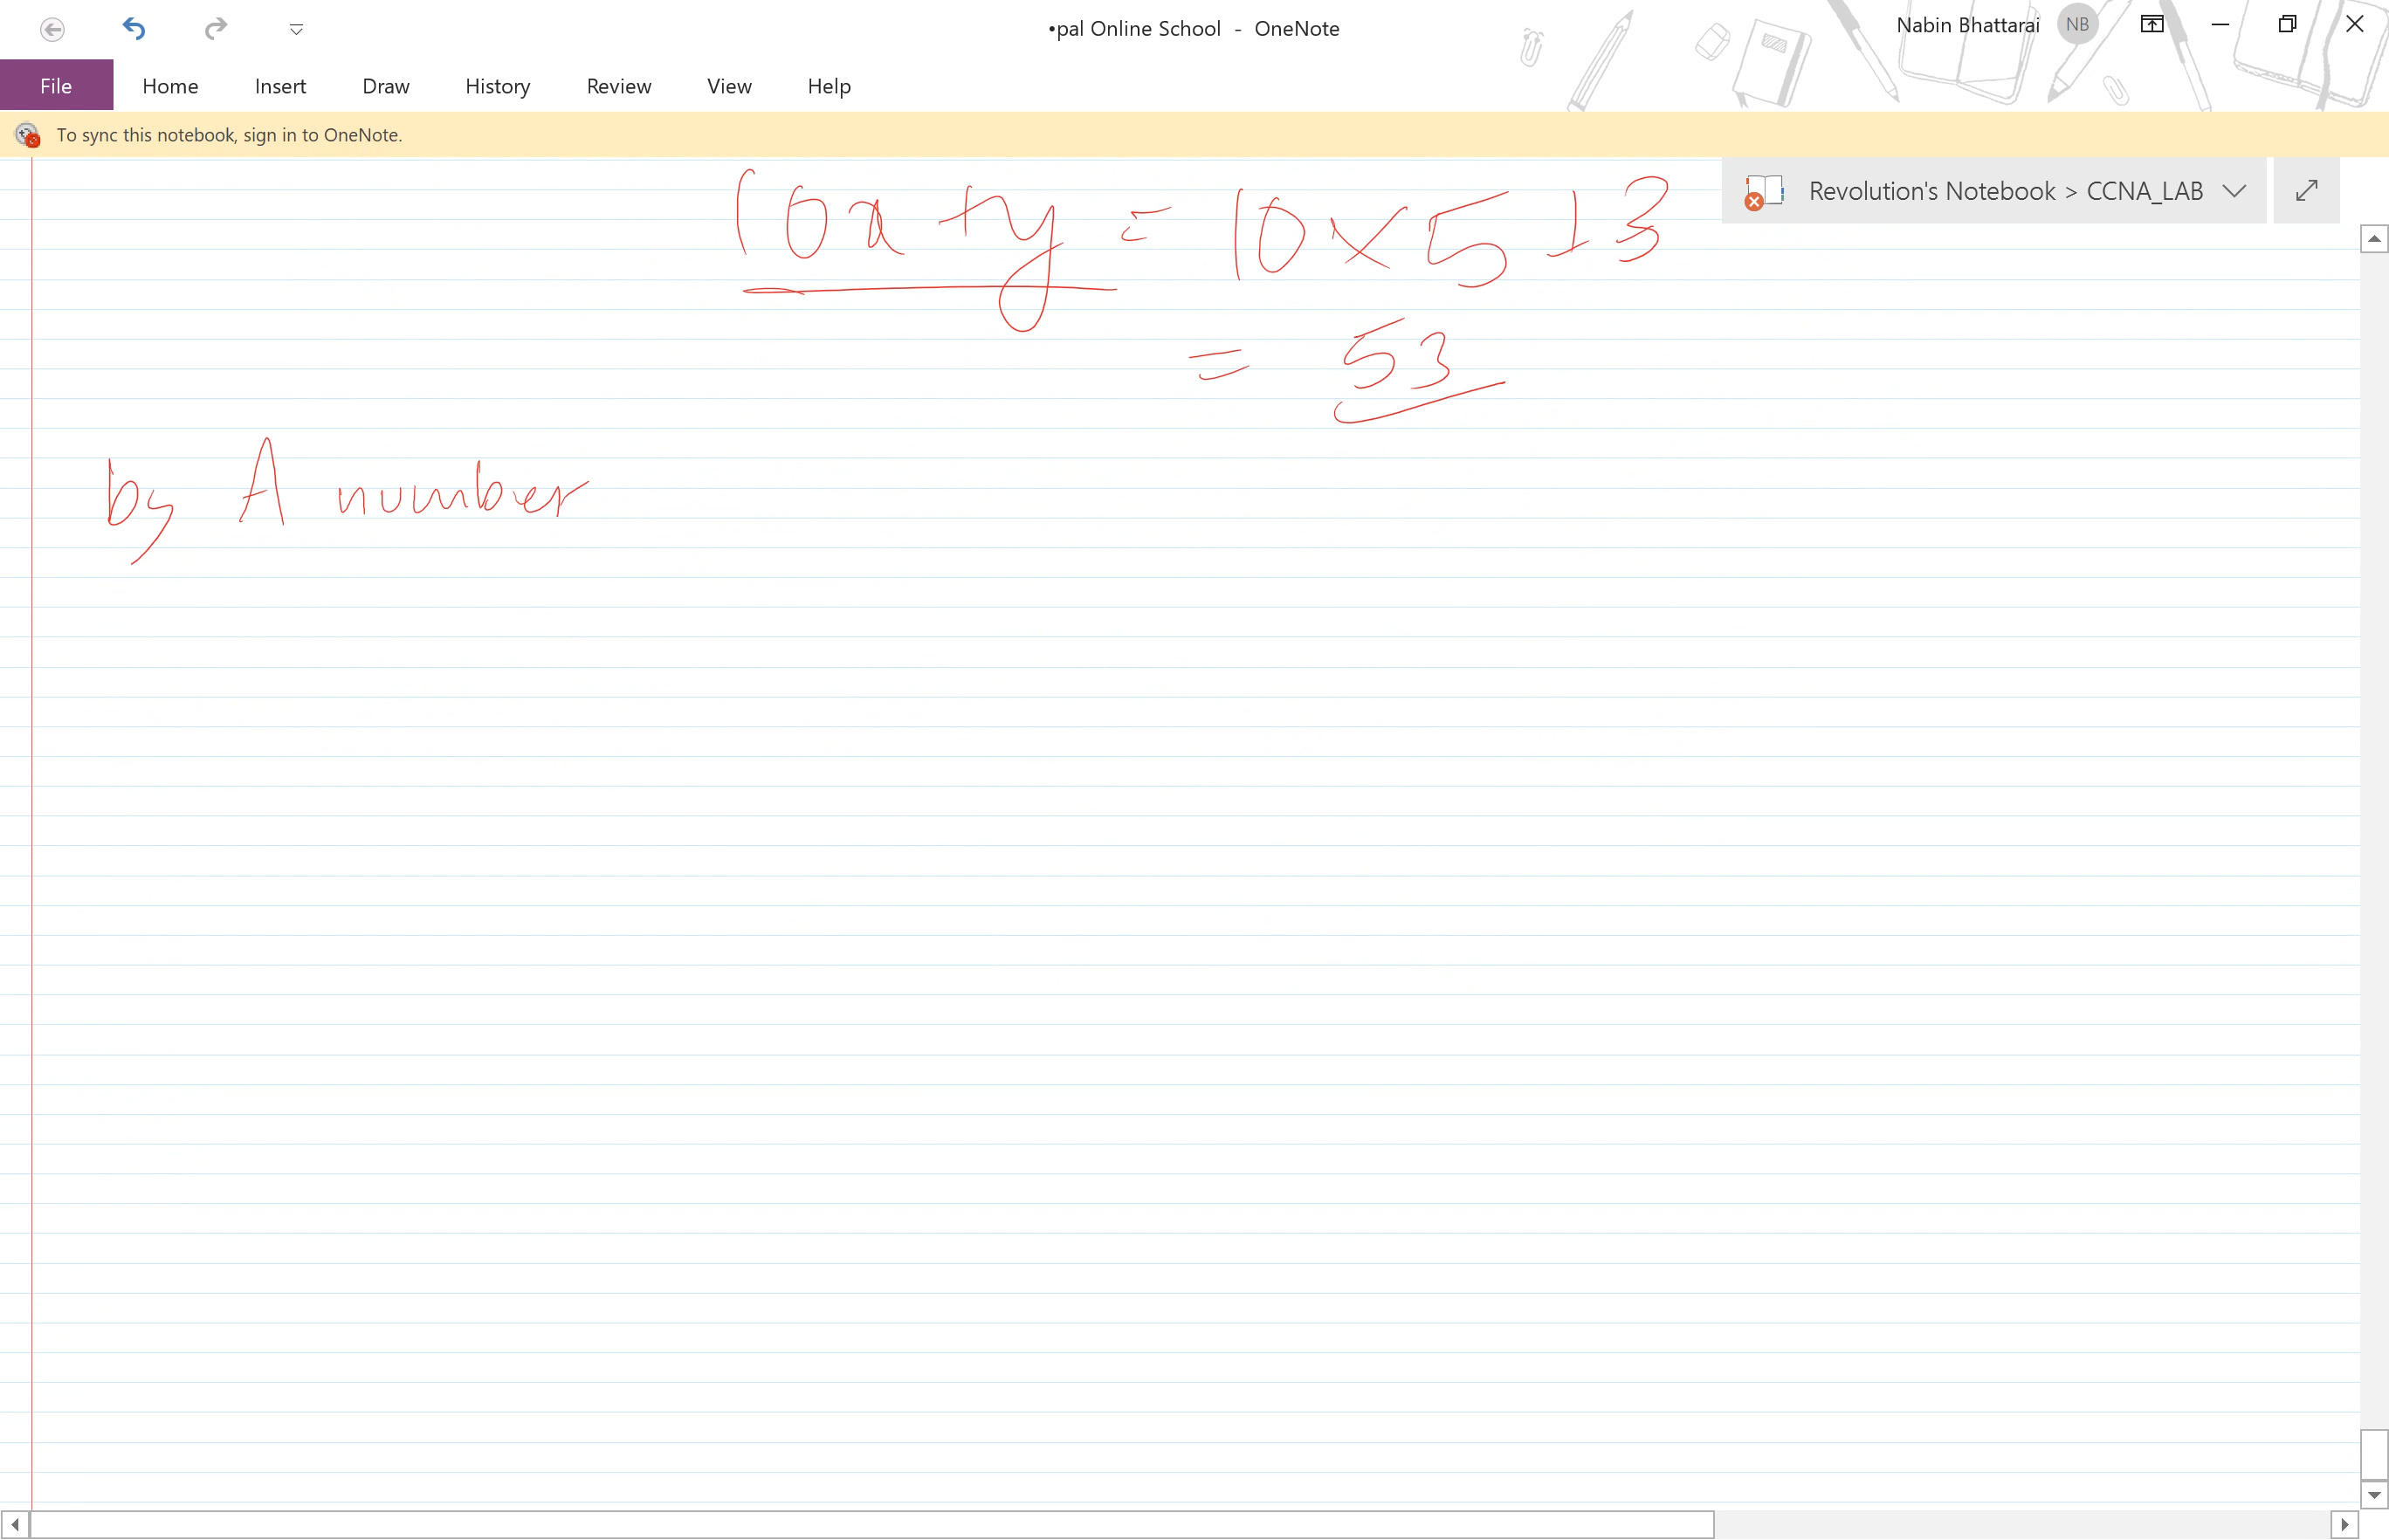 •pal Online School - OneNote
Nabin Bhattarai NB
File Home Insert Draw History Review View Help
To sync this notebook, sign in to OneNote.
Revolution's Notebook > CCNA_LAB
10x + y = 10 × 5 + 3
= 53
by A number